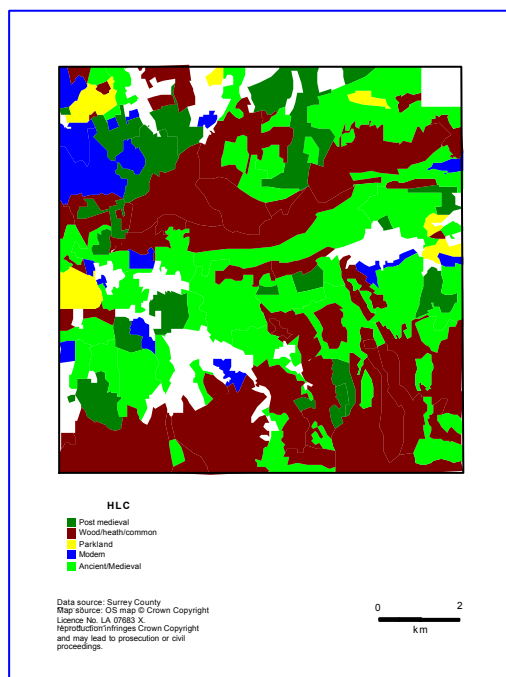 HLC
Post medieval
Wood/heath/common
Parkland
Modern
Ancient/Medieval
Data source: Surrey County
Map source: OS map © Crown Copyright
Licence No. LA 07683 X.
reproduction infringes Crown Copyright
and may lead to prosecution or civil
proceedings.
0 2
km